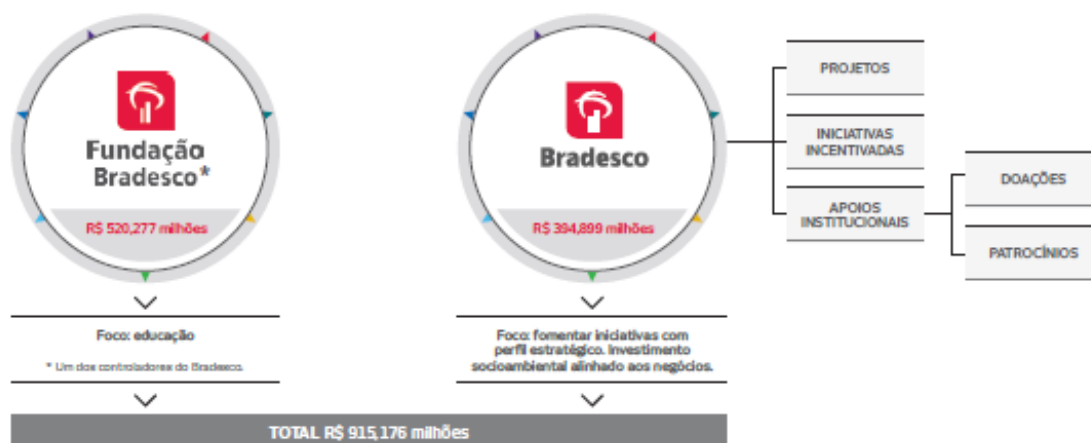 Fundação
Bradesco*
R$ 520,277 milhões
Foco: educação
* Um dos controladores do Bradesco.
Bradesco
R$ 394,899 milhões
Foco: fomentar iniciativas com
perfil estratégico. Investimento
socioambiental alinhado aos negócios.
PROJETOS
INICIATIVAS
INCENTIVADAS
APOIOS
INSTITUCIONAIS
DOAÇÕES
PATROCÍNIOS
TOTAL R$ 915,176 milhões